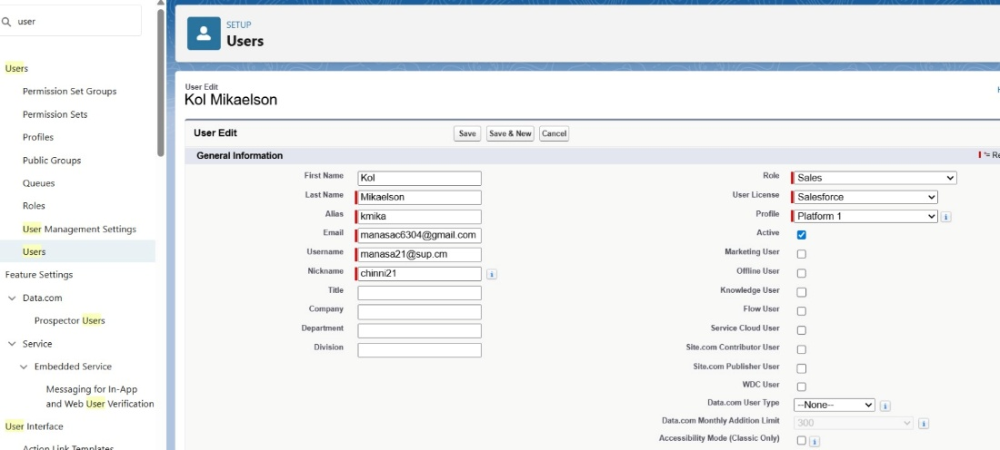 user
Users
Permission Set Groups
Permission Sets
Profiles
Public Groups
Queues
Roles
User Management Settings
Users
Feature Settings
Data.com
Prospector Users
Service
Embedded Service
Messaging for In-App
and Web User Verification
User Interface
Action Link Templates
SETUP
Users
User Edit
Kol Mikaelson
User Edit Save Save & New Cancel
General Information
First Name Kol
Last Name Mikaelson
Alias kmika
Email manasac6304@gmail.com
Username manasa21@sup.cm
Nickname chinni21
Title
Company
Department
Division
Role Sales
User License Salesforce
Profile Platform 1
Active
Marketing User
Offline User
Knowledge User
Flow User
Service Cloud User
Site.com Contributor User
Site.com Publisher User
WDC User
Data.com User Type --None--
Data.com Monthly Addition Limit 300
Accessibility Mode (Classic Only)